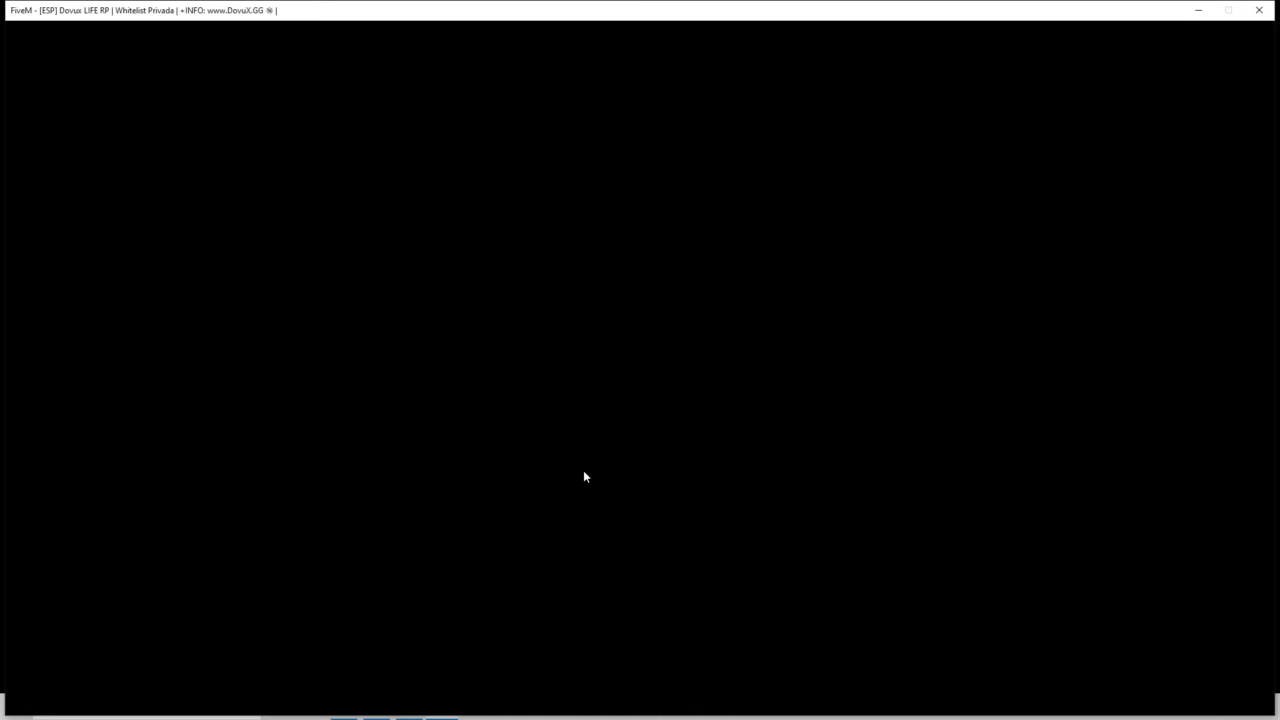 FiveM - [ESP] Dovux LIFE RP | Whitelist Privada | +INFO: www.DovuX.GG 🔞 |